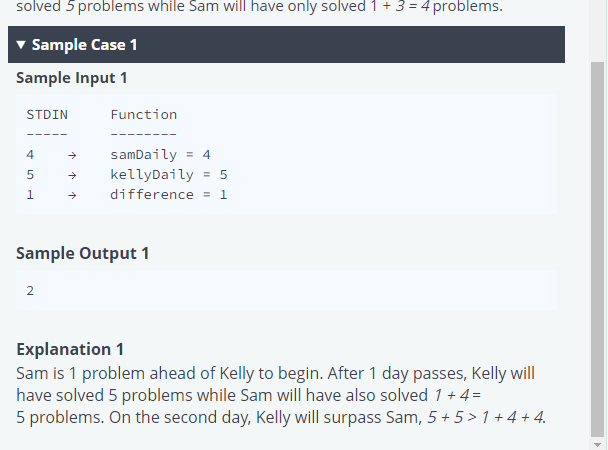 solved 5 problems while Sam will have only solved 1 + 3 = 4 problems.
▼ Sample Case 1
Sample Input 1
STDIN Function
----- --------
4 → samDaily = 4
5 → kellyDaily = 5
1 → difference = 1
Sample Output 1
2
Explanation 1
Sam is 1 problem ahead of Kelly to begin. After 1 day passes, Kelly will
have solved 5 problems while Sam will have also solved 1 + 4 =
5 problems. On the second day, Kelly will surpass Sam, 5 + 5 > 1 + 4 + 4.